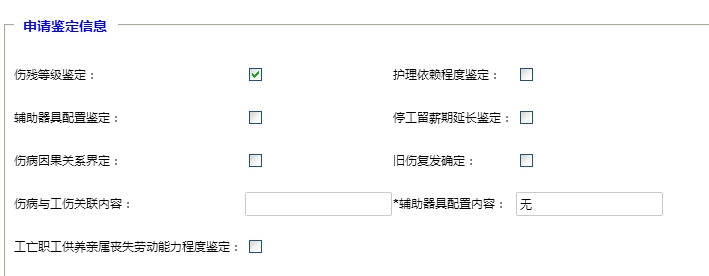 申请鉴定信息
伤残等级鉴定： 护理依赖程度鉴定：
辅助器具配置鉴定： 停工留薪期延长鉴定：
伤病因果关系界定： 旧伤复发确定：
伤病与工伤关联内容： *辅助器具配置内容： 无
工亡职工供养亲属丧失劳动能力程度鉴定：